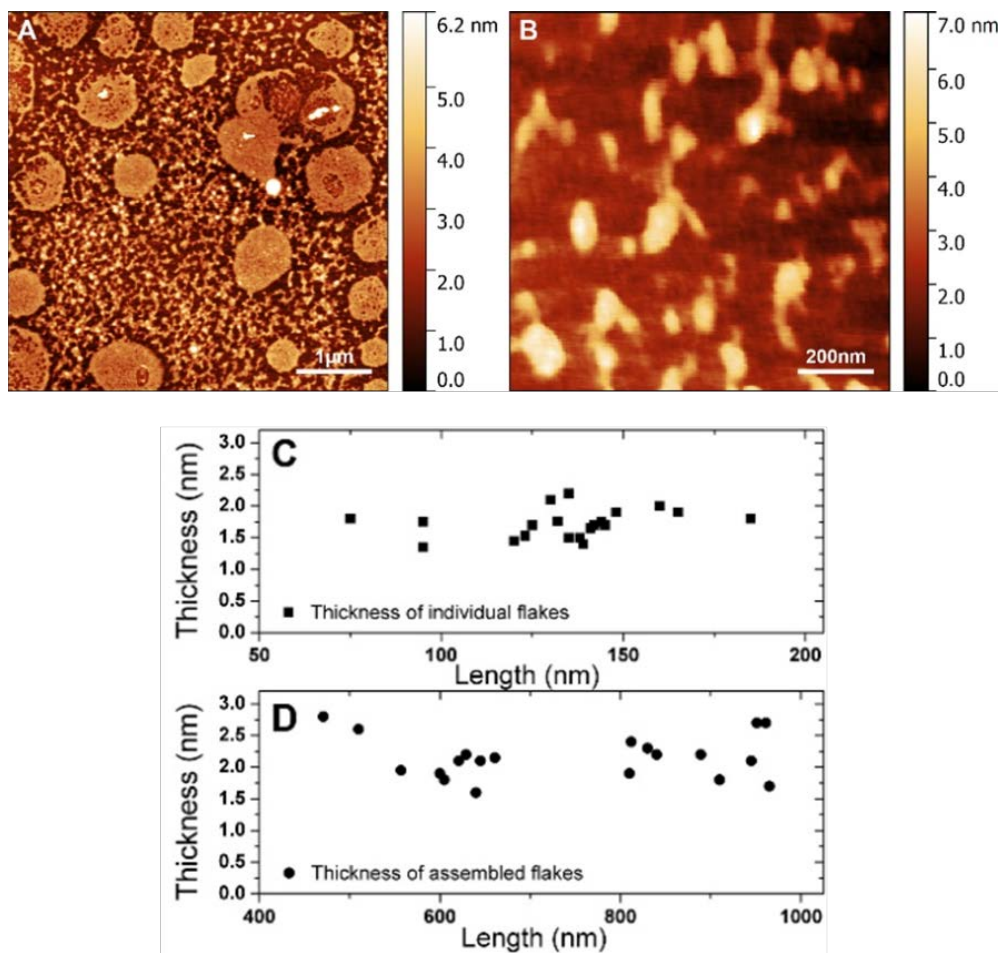 A
6.2 nm
5.0
4.0
3.0
2.0
1.0
0.0
1µm
B
7.0 nm
6.0
5.0
4.0
3.0
2.0
1.0
0.0
200nm
C
Thickness (nm)
3.0
2.5
2.0
1.5
1.0
0.5
0.0
Thickness of individual flakes
50
100
150
200
Length (nm)
D
Thickness (nm)
3.0
2.5
2.0
1.5
1.0
0.5
0.0
Thickness of assembled flakes
400
600
800
1000
Length (nm)